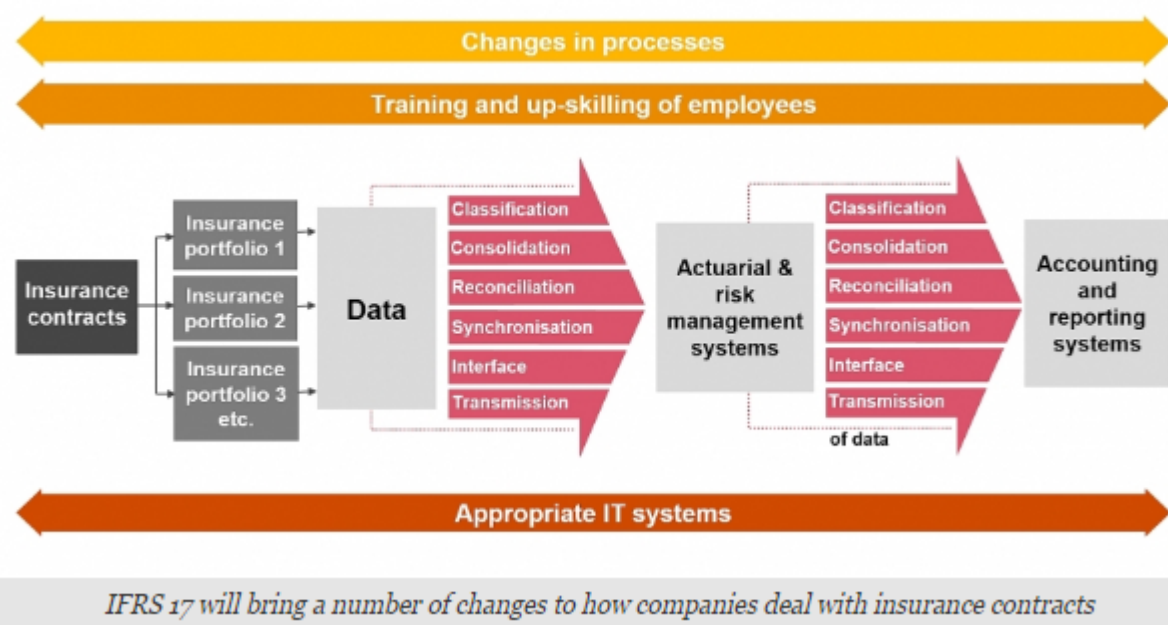 Changes in processes
Training and up-skilling of employees
Insurance
contracts
Insurance
portfolio 1
Insurance
portfolio 2
Insurance
portfolio 3
etc.
Data
Classification
Consolidation
Reconciliation
Synchronisation
Interface
Transmission
Actuarial &
risk
management
systems
Classification
Consolidation
Reconciliation
Synchronisation
Interface
Transmission
of data
Accounting
and
reporting
systems
Appropriate IT systems
IFRS 17 will bring a number of changes to how companies deal with insurance contracts